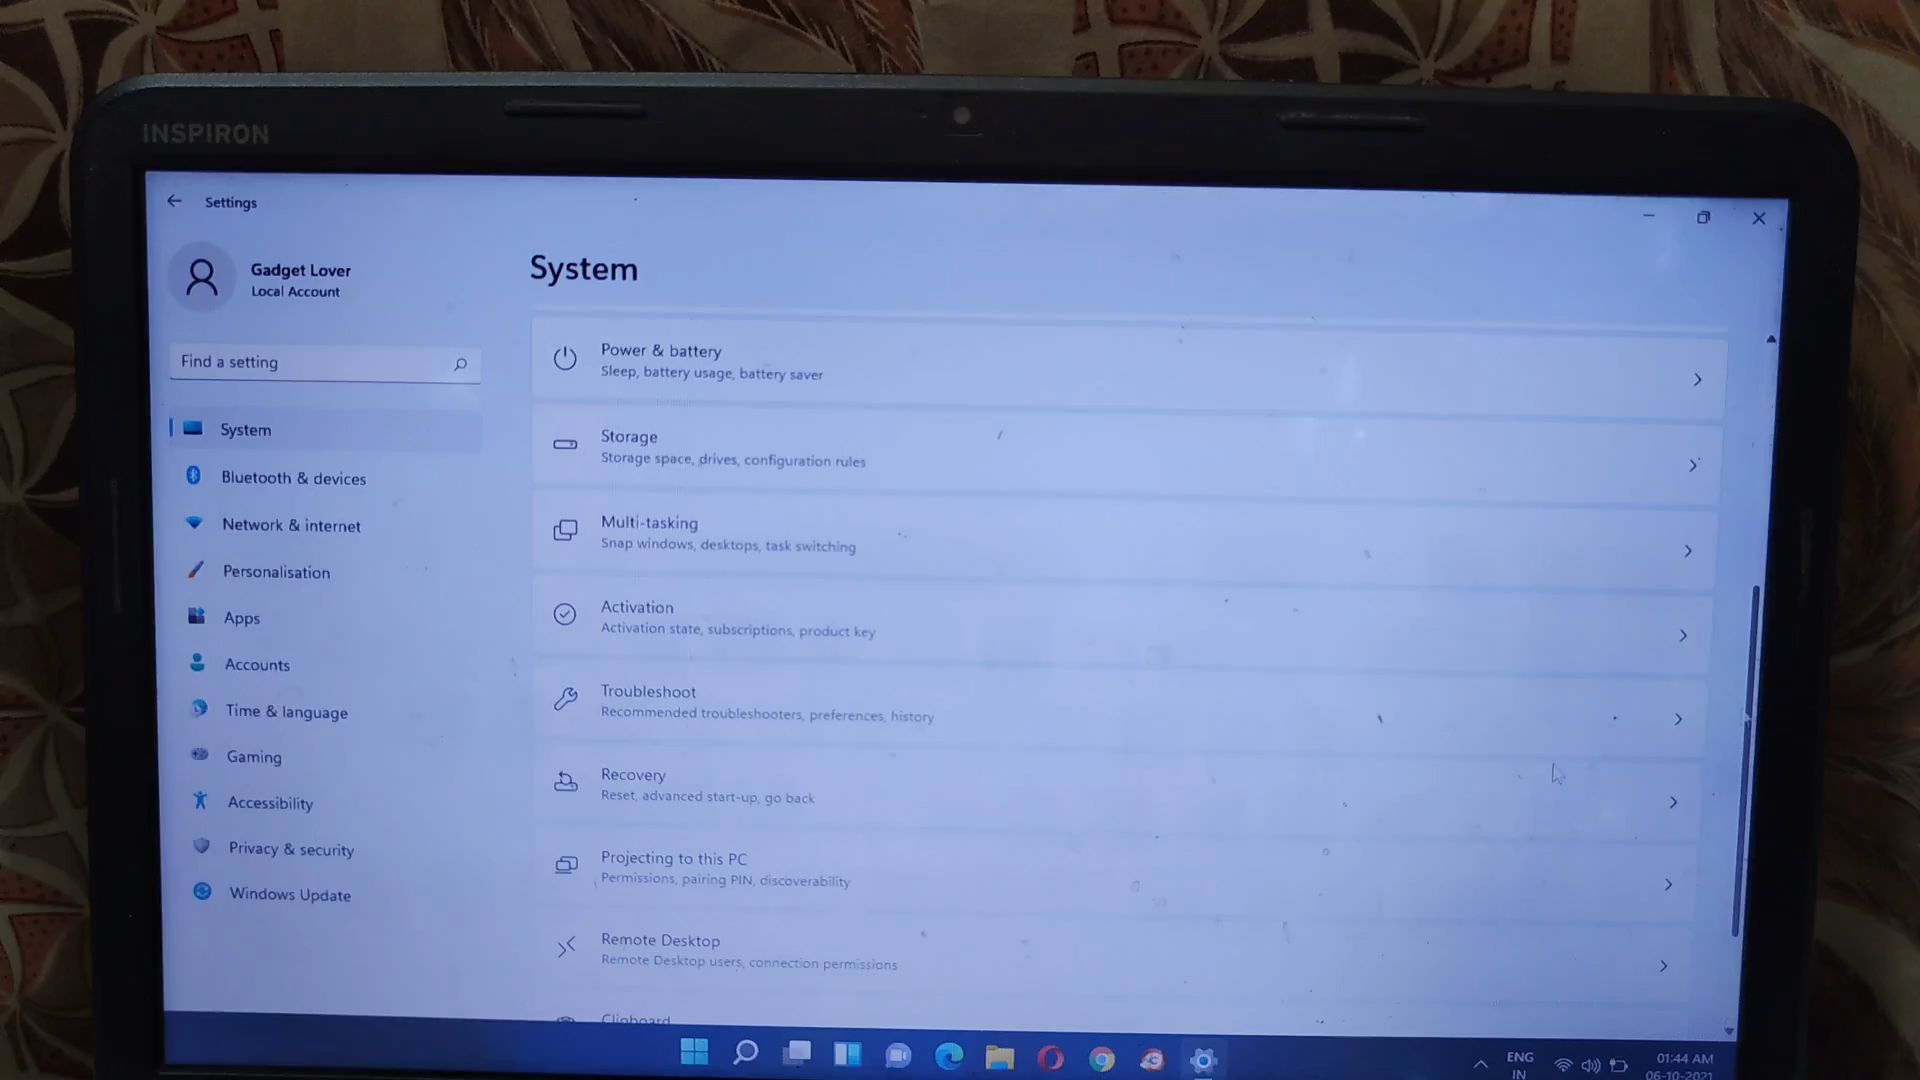 INSPIRON
Settings
Gadget Lover
Local Account
Find a setting
System
Bluetooth & devices
Network & internet
Personalisation
Apps
Accounts
Time & language
Gaming
Accessibility
Privacy & security
Windows Update
System
Power & battery
Sleep, battery usage, battery saver
Storage
Storage space, drives, configuration rules
Multi-tasking
Snap windows, desktops, task switching
Activation
Activation state, subscriptions, product key
Troubleshoot
Recommended troubleshooters, preferences, history
Recovery
Reset, advanced start-up, go back
Projecting to this PC
Permissions, pairing PIN, discoverability
Remote Desktop
Remote Desktop users, connection permissions
Clipboard
ENG
IN
01:44 AM
06-10-2021